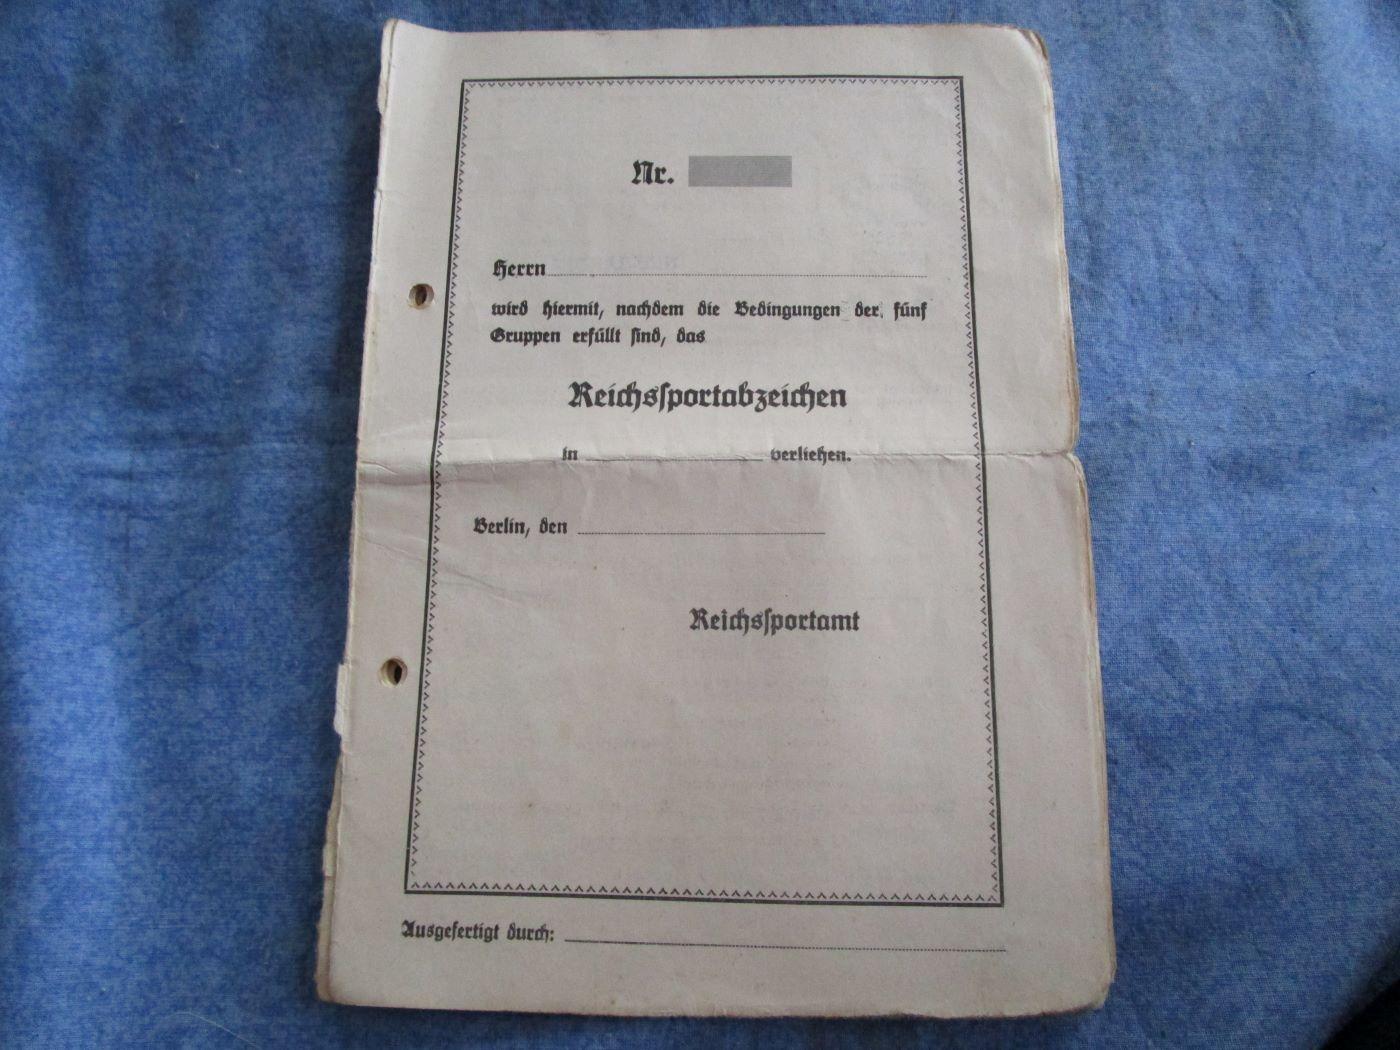 Nr.
Herrn
wird hiermit, nachdem die Bedingungen der fünf
Gruppen erfüllt sind, das
Reichsſportabzeichen
in verliehen.
Berlin, den
Reichsſportamt
Ausgefertigt durch: